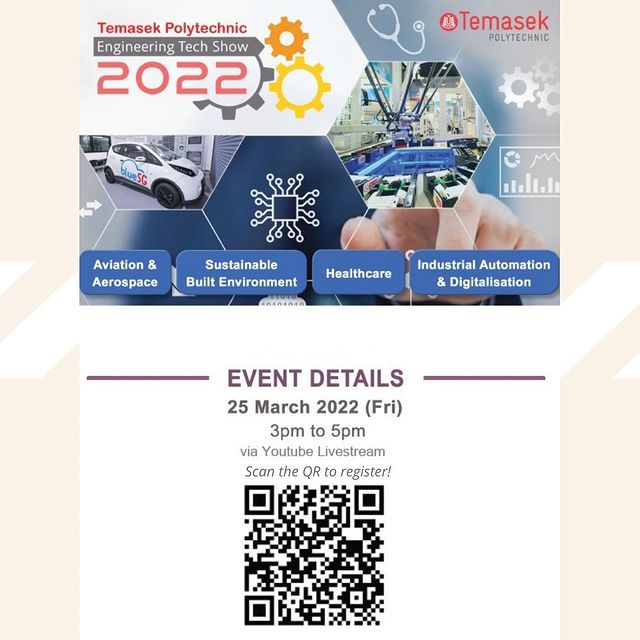 Temasek Polytechnic
Engineering Tech Show
2022
Temasek
POLYTECHNIC
blueSG
Aviation &
Aerospace
Sustainable
Built Environment
Healthcare
Industrial Automation
& Digitalisation
EVENT DETAILS
25 March 2022 (Fri)
3pm to 5pm
via Youtube Livestream
Scan the QR to register!